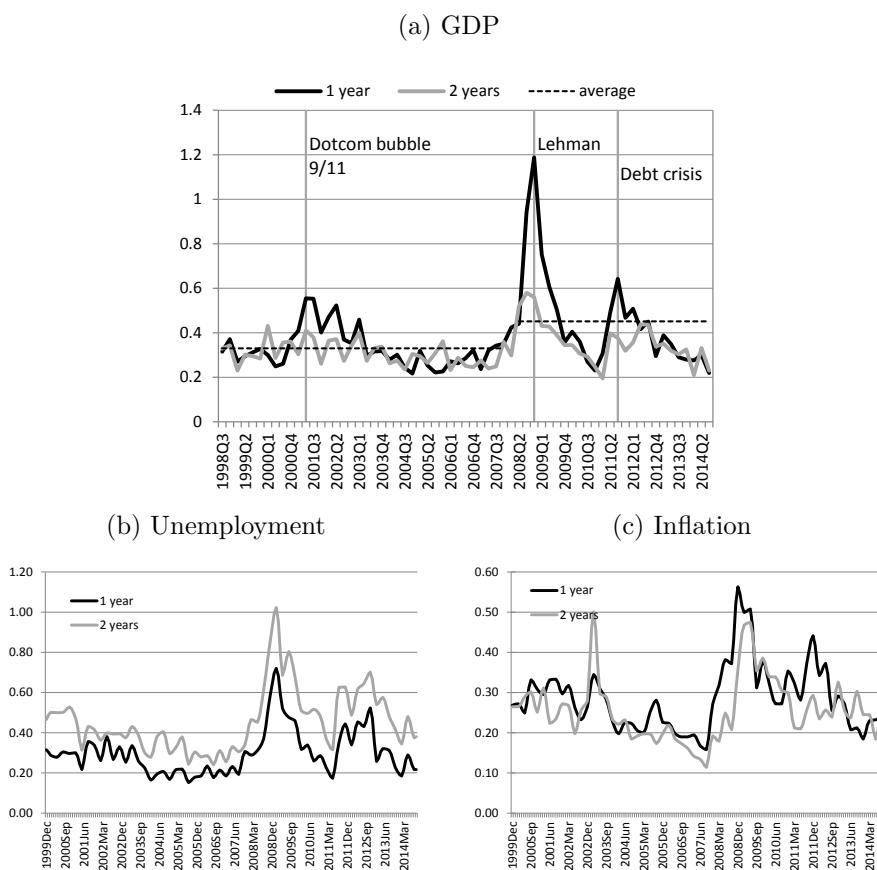 (a) GDP
1 year 2 years average
1.4
1.2
1
0.8
0.6
0.4
0.2
0
Dotcom bubble
9/11
Lehman
Debt crisis
1998Q3
1999Q2
2000Q1
2000Q4
2001Q3
2002Q2
2003Q1
2003Q4
2004Q3
2005Q2
2006Q1
2006Q4
2007Q3
2008Q2
2009Q1
2009Q4
2010Q3
2011Q2
2012Q1
2012Q4
2013Q3
2014Q2
(b) Unemployment
1.20
1.00
0.80
0.60
0.40
0.20
0.00
1 year
2 years
1999Dec
2000Sep
2001Jun
2002Mar
2002Dec
2003Sep
2004Jun
2005Mar
2005Dec
2006Sep
2007Jun
2008Mar
2008Dec
2009Sep
2010Jun
2011Mar
2011Dec
2012Sep
2013Jun
2014Mar
(c) Inflation
0.60
0.50
0.40
0.30
0.20
0.10
0.00
1 year
2 years
1999Dec
2000Sep
2001Jun
2002Mar
2002Dec
2003Sep
2004Jun
2005Mar
2005Dec
2006Sep
2007Jun
2008Mar
2008Dec
2009Sep
2010Jun
2011Mar
2011Dec
2012Sep
2013Jun
2014Mar